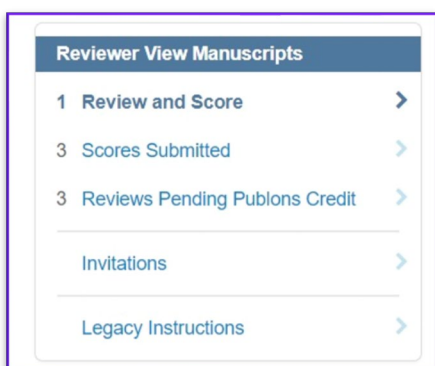 Reviewer View Manuscripts
1 Review and Score
3 Scores Submitted
3 Reviews Pending Publons Credit
Invitations
Legacy Instructions